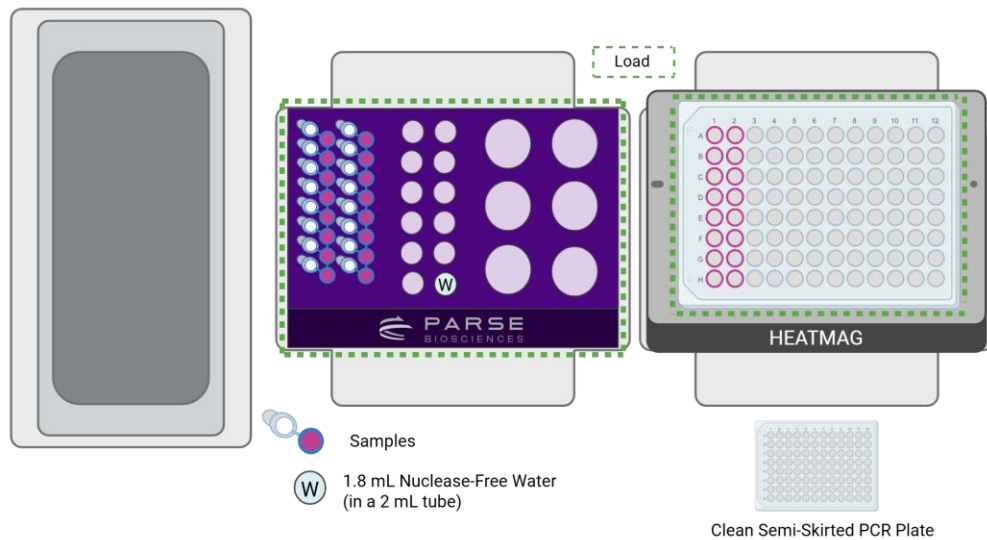 Load
1 2 3 4 5 6 7 8 9 10 11 12
A
B
C
D
E
F
G
H
W
PARSE
BIOSCIENCES
HEATMAG
Samples
W
1.8 mL Nuclease-Free Water
(in a 2 mL tube)
Clean Semi-Skirted PCR Plate